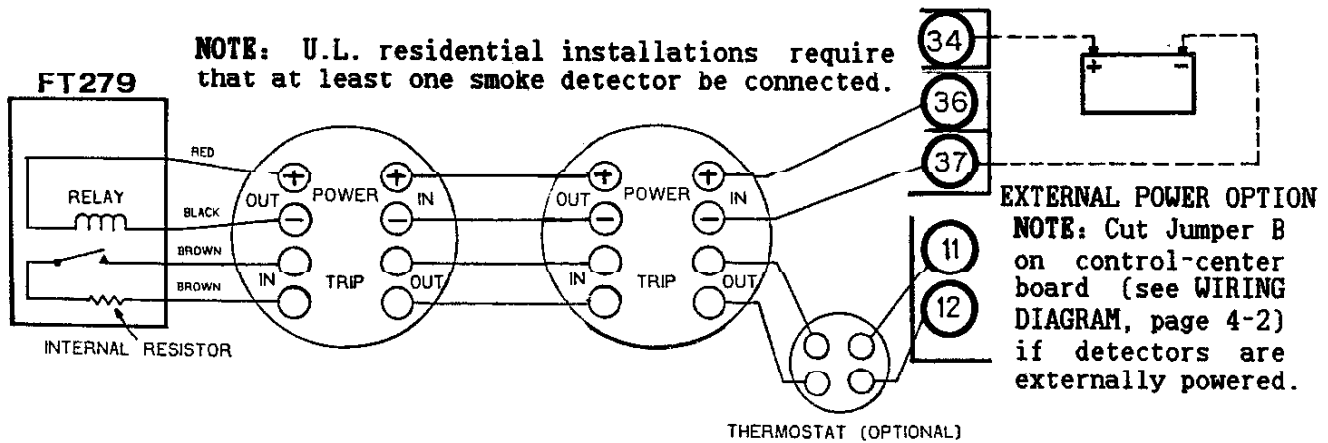 NOTE: U.L. residential installations require
that at least one smoke detector be connected.
FT279
RED
RELAY
BLACK
BROWN
BROWN
INTERNAL RESISTOR
+
OUT
POWER
+
IN
−
−
IN
TRIP
OUT
+
OUT
POWER
+
IN
−
−
IN
TRIP
OUT
THERMOSTAT (OPTIONAL)
34
36
37
11
12
+ −
EXTERNAL POWER OPTION
NOTE: Cut Jumper B
on control-center
board (see WIRING
DIAGRAM, page 4-2)
if detectors are
externally powered.